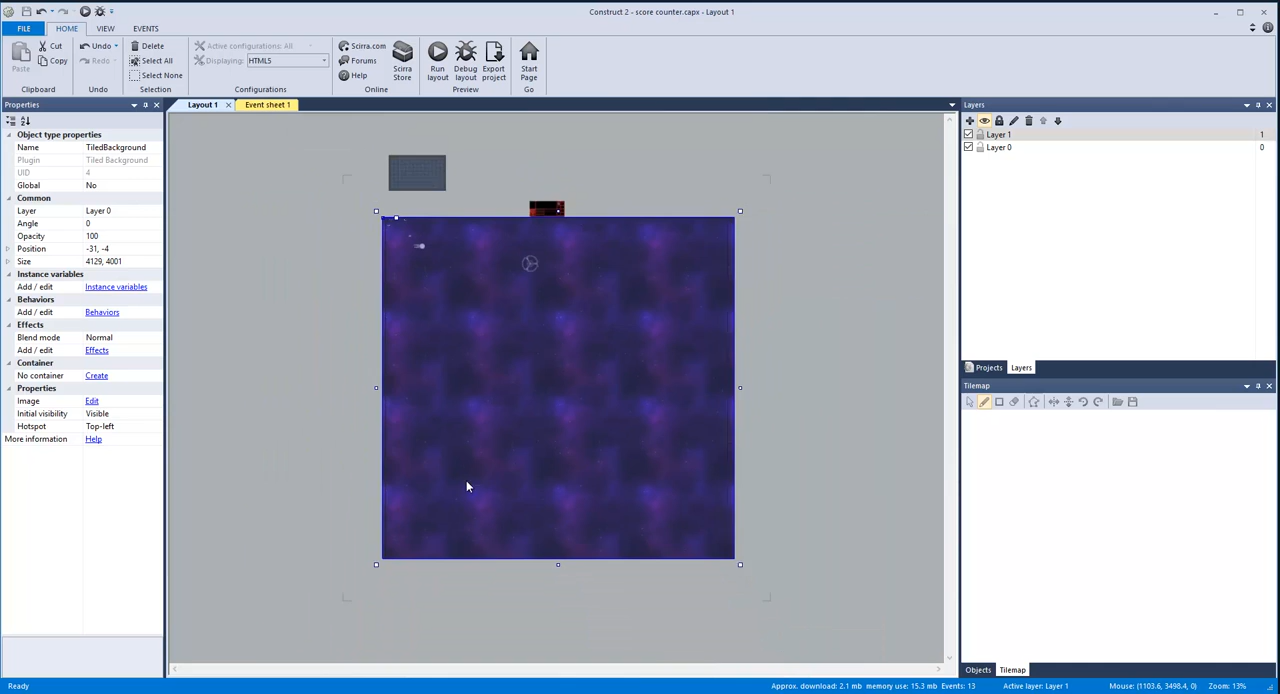 Construct 2 - score counter.capx - Layout 1
FILE HOME VIEW EVENTS
Paste Cut Copy
Undo Redo
Delete Select All Select None
Active configurations: All
Displaying: HTML5
Scirra.com Forums Help
Scirra Store
Run layout
Debug layout
Export project
Start Page
Clipboard Undo Selection Configurations Online Preview Go
Properties
Layout 1
Event sheet 1
Object type properties
Name TiledBackground
Plugin Tiled Background
UID 4
Global No
Common
Layer Layer 0
Angle 0
Opacity 100
Position -31, -4
Size 4129, 4001
Instance variables
Add / edit Instance variables
Behaviors
Add / edit Behaviors
Effects
Blend mode Normal
Add / edit Effects
Container
No container Create
Properties
Image Edit
Initial visibility Visible
Hotspot Top-left
More information Help
Layers
Layer 1 1
Layer 0 0
Projects Layers
Tilemap
Objects Tilemap
Ready
Approx. download: 2.1 mb memory use: 15.3 mb Events: 13 Active layer: Layer 1 Mouse: (1103.6, 3498.4, 0) Zoom: 13%